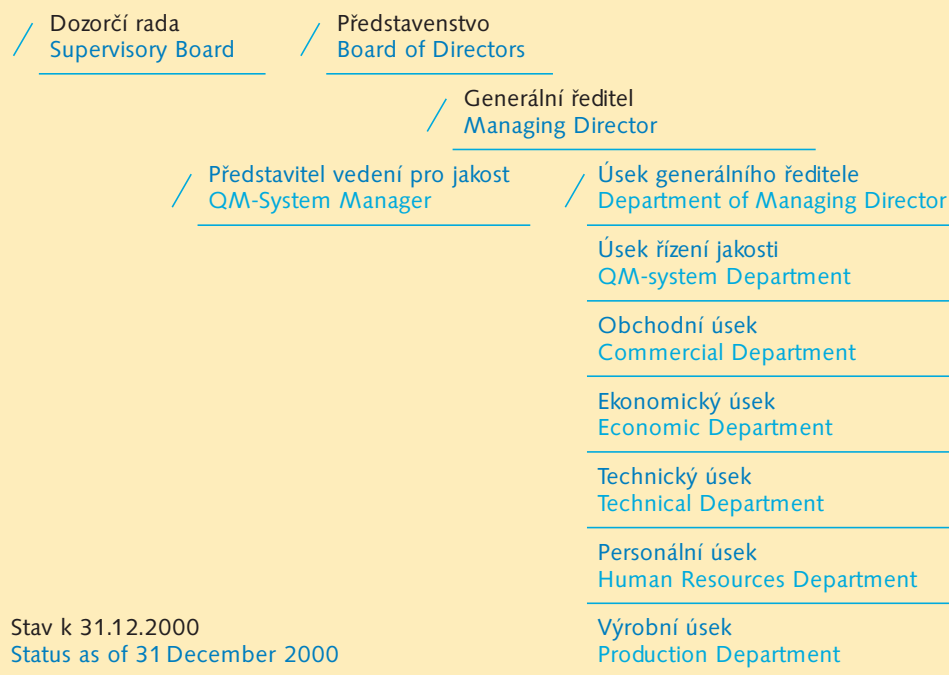 Dozorčí rada
Supervisory Board
Představenstvo
Board of Directors
Generální ředitel
Managing Director
Představitel vedení pro jakost
QM-System Manager
Úsek generálního ředitele
Department of Managing Director
Úsek řízení jakosti
QM-system Department
Obchodní úsek
Commercial Department
Ekonomický úsek
Economic Department
Technický úsek
Technical Department
Personální úsek
Human Resources Department
Výrobní úsek
Production Department
Stav k 31.12.2000
Status as of 31 December 2000